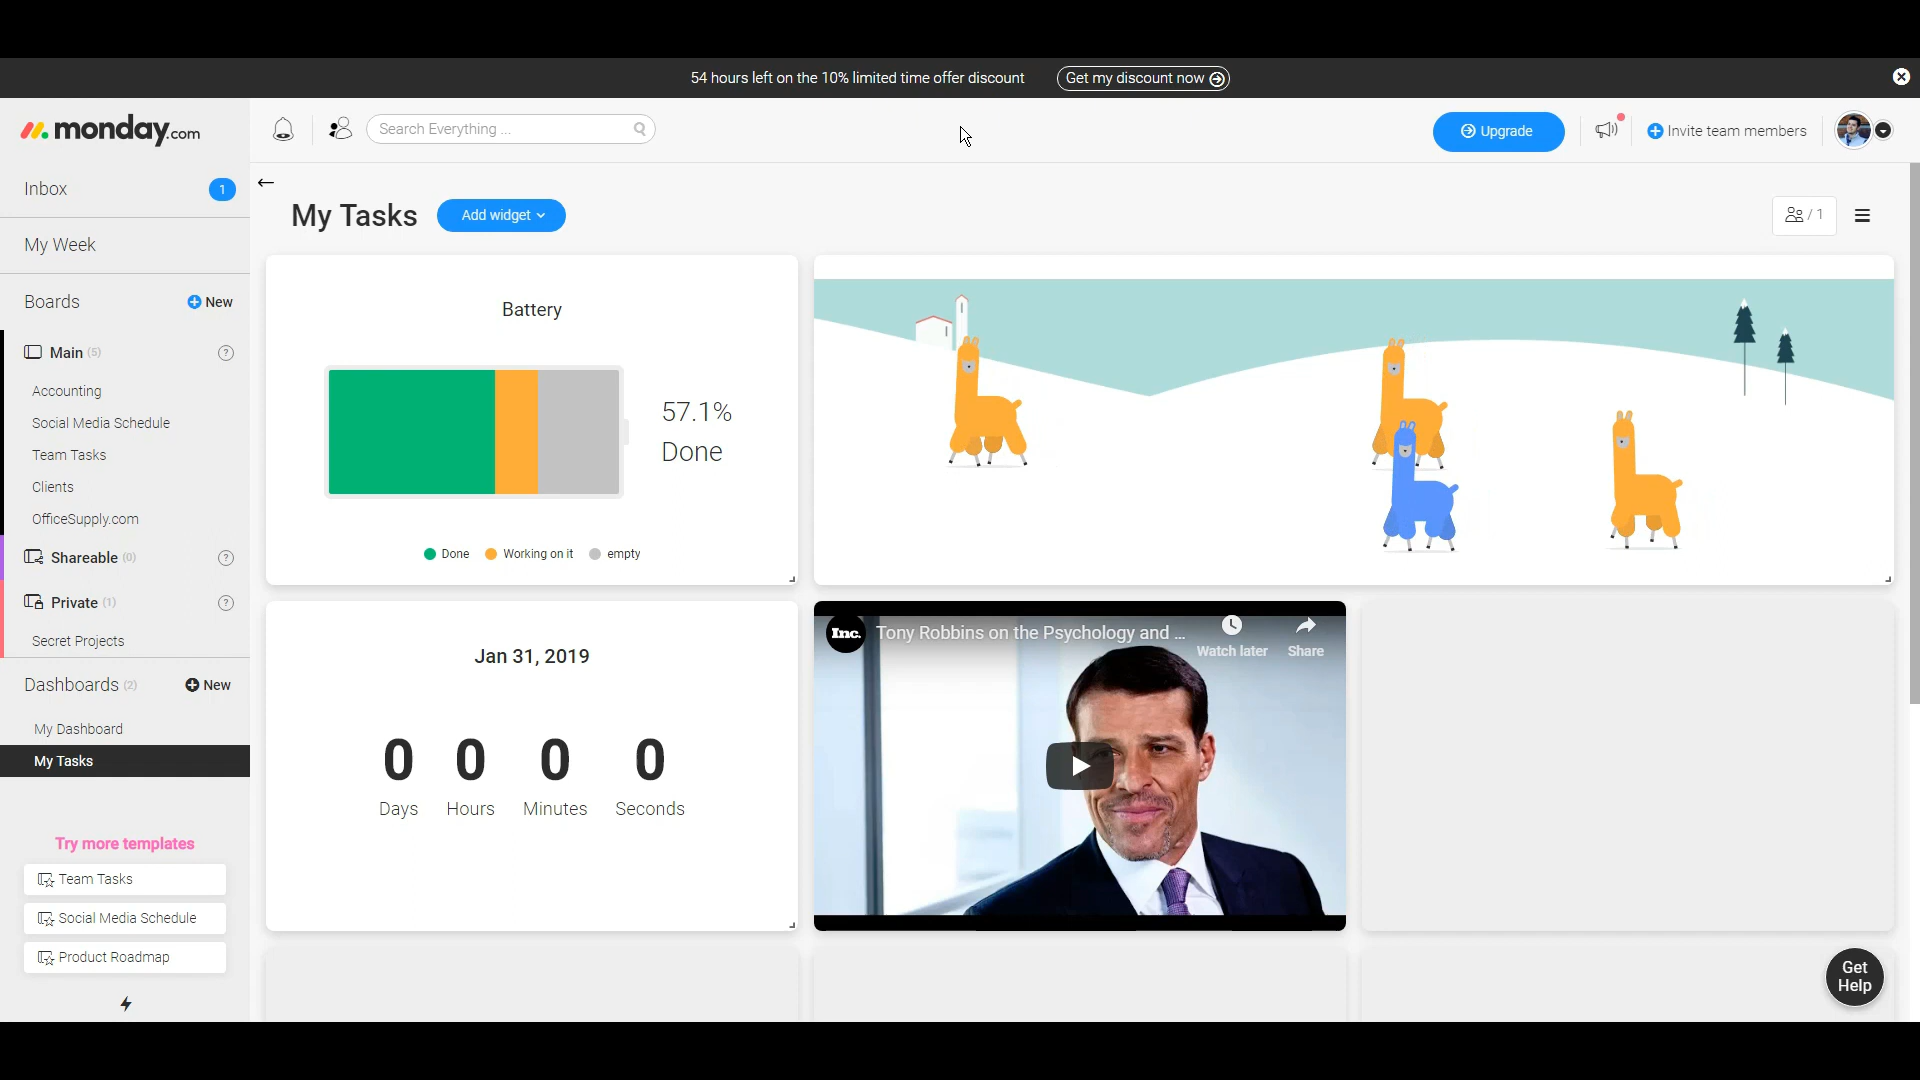 54 hours left on the 10% limited time offer discount
Get my discount now
monday.com
Search Everything ...
Upgrade
Invite team members
Inbox
1
My Week
Boards
New
Main (5)
?
Accounting
Social Media Schedule
Team Tasks
Clients
OfficeSupply.com
Shareable (0)
?
Private (1)
?
Secret Projects
Dashboards (2)
New
My Dashboard
My Tasks
Try more templates
Team Tasks
Social Media Schedule
Product Roadmap
My Tasks
Add widget
/ 1
Battery
57.1%
Done
Done
Working on it
empty
Jan 31, 2019
0 0 0 0
Days Hours Minutes Seconds
Inc.
Tony Robbins on the Psychology and ...
Watch later
Share
Get
Help